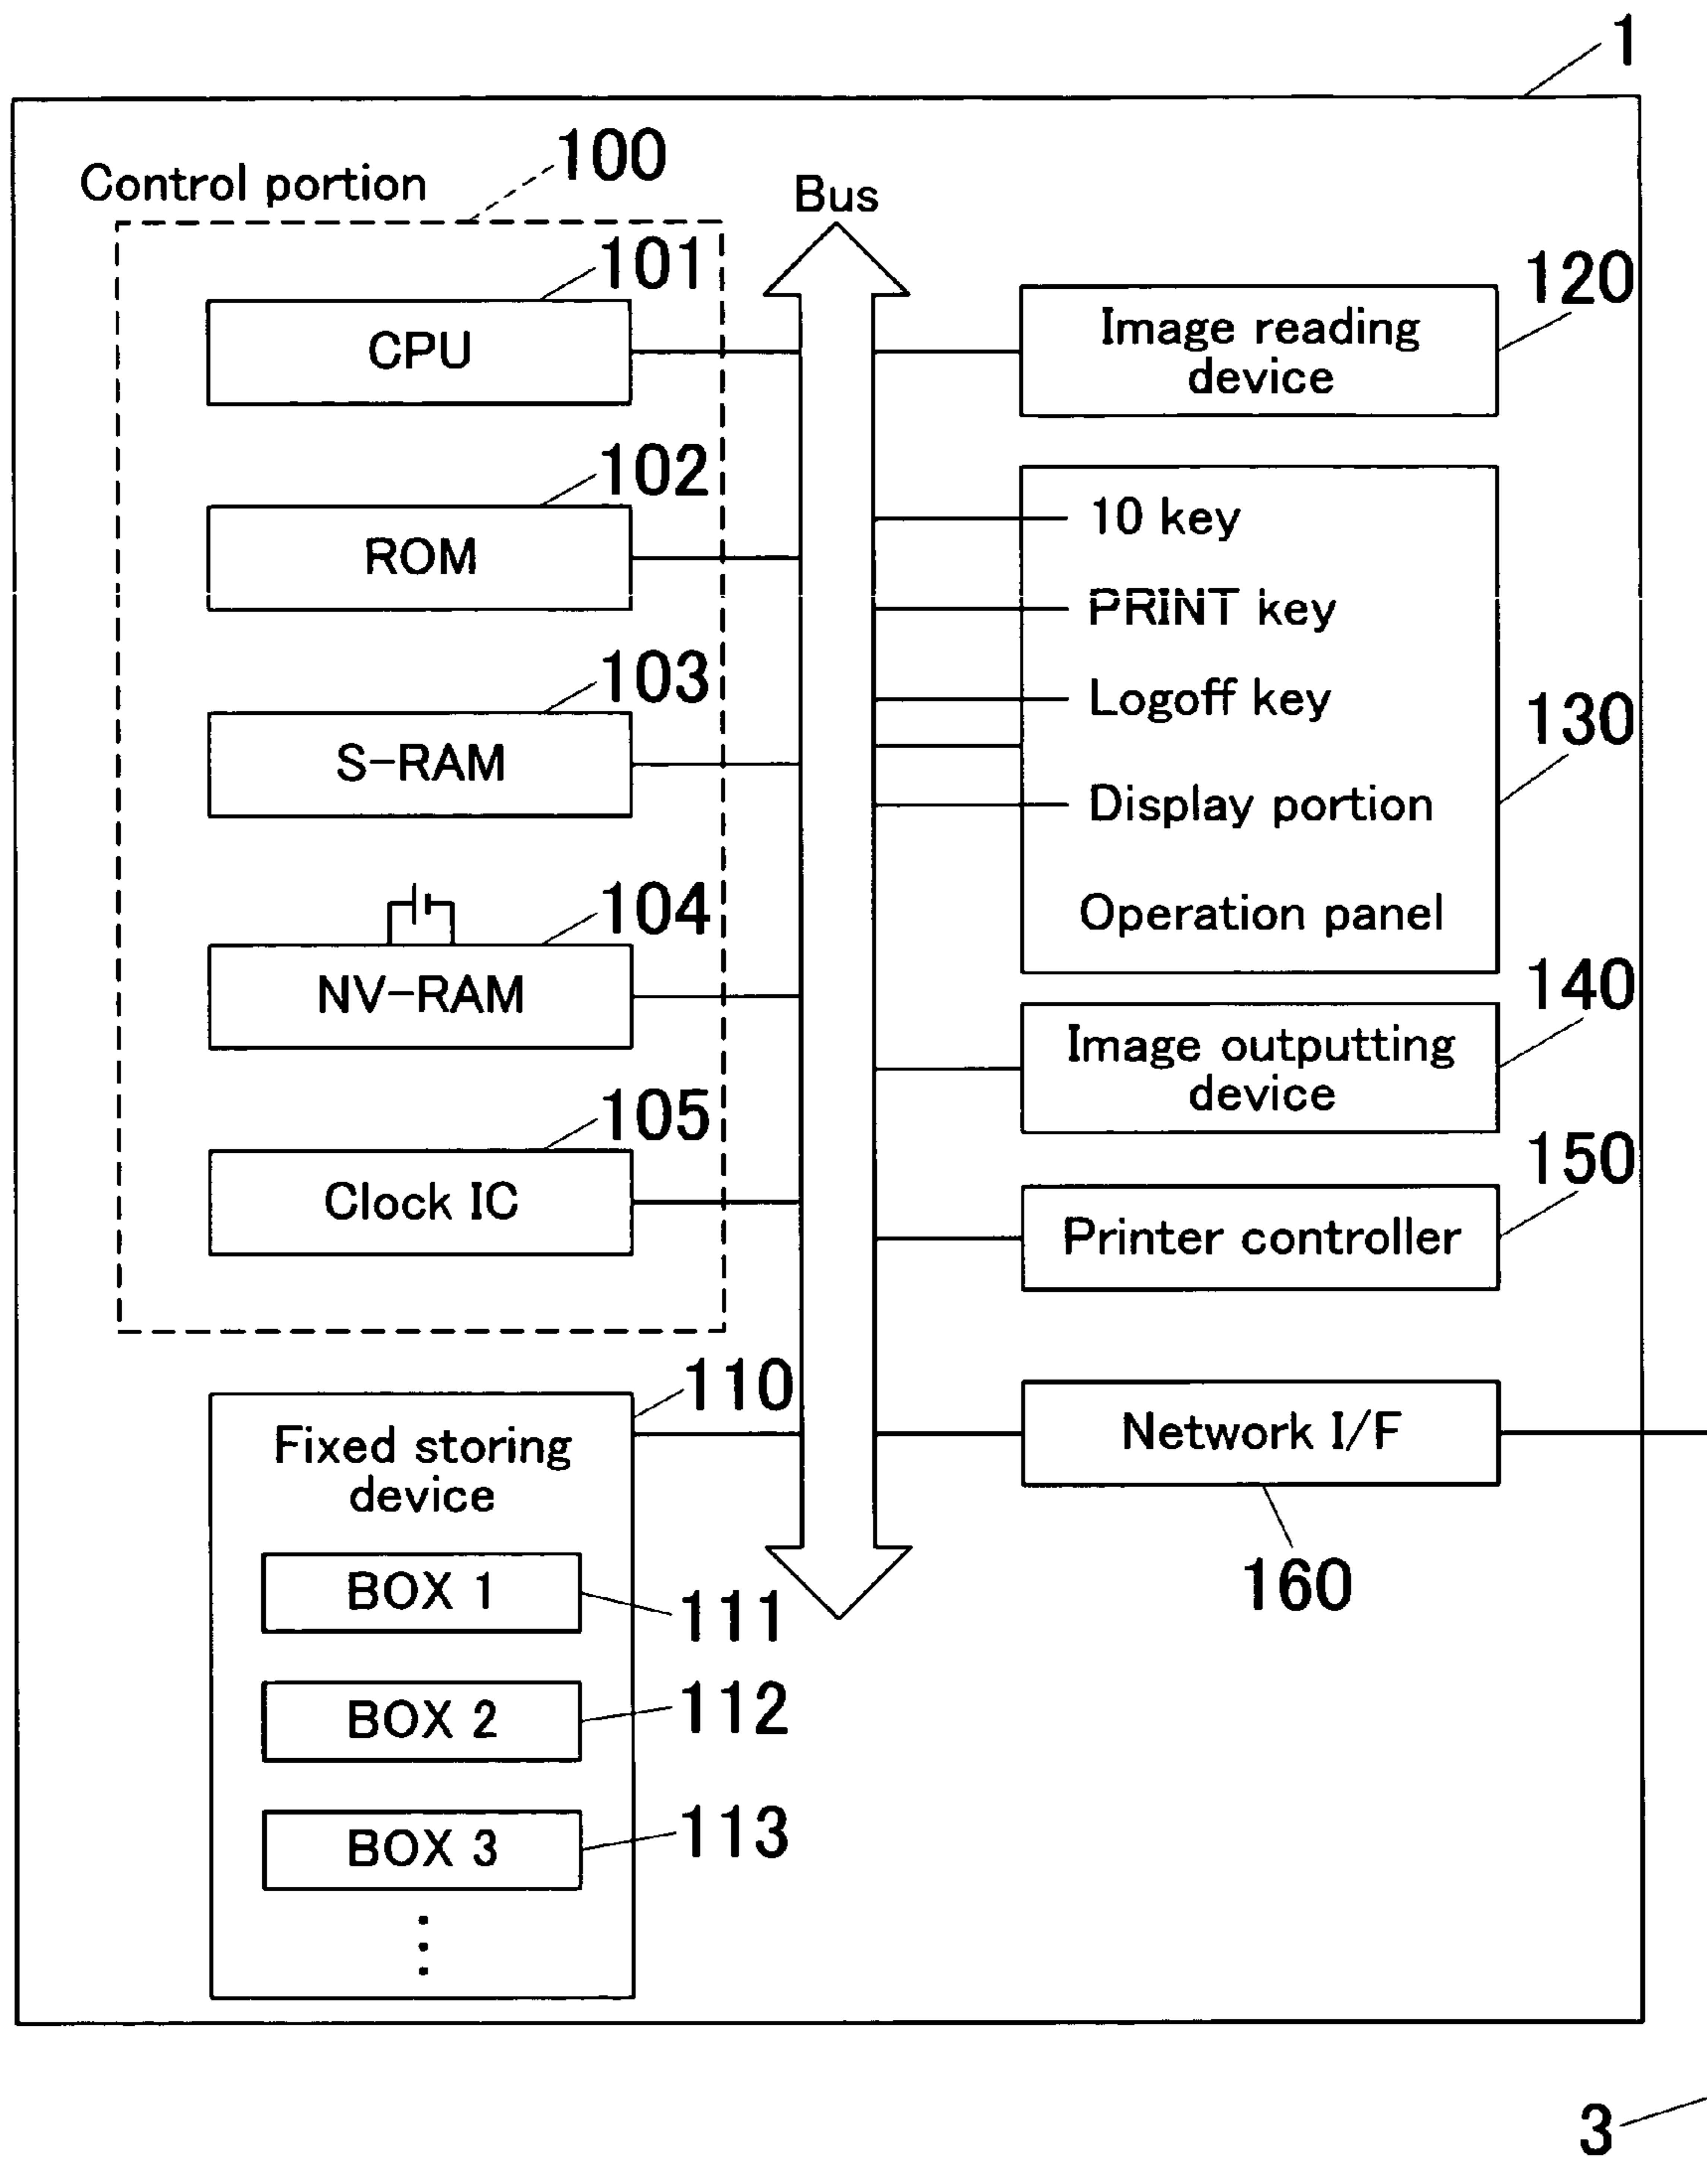 1
Control portion
100
Bus
101
CPU
102
ROM
103
S-RAM
104
NV-RAM
105
Clock IC
110
Fixed storing
device
BOX 1
111
BOX 2
112
BOX 3
113
120
Image reading
device
10 key
PRINT key
Logoff key
130
Display portion
Operation panel
140
Image outputting
device
150
Printer controller
Network I/F
160
3